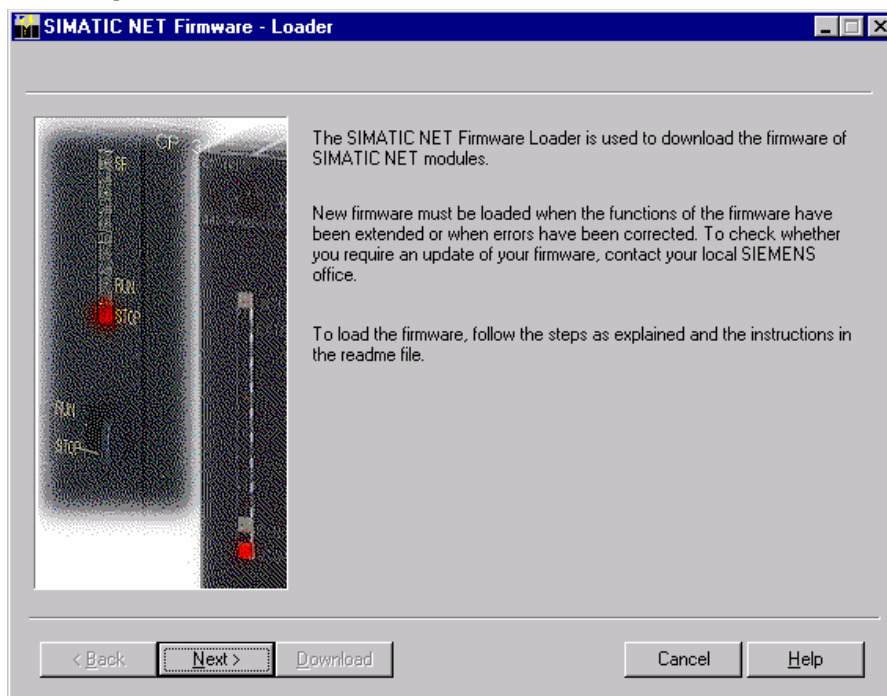 SIMATIC NET Firmware - Loader
CP
SF
RUN
STOP
RUN
STOP
The SIMATIC NET Firmware Loader is used to download the firmware of
SIMATIC NET modules.
New firmware must be loaded when the functions of the firmware have
been extended or when errors have been corrected. To check whether
you require an update of your firmware, contact your local SIEMENS
office.
To load the firmware, follow the steps as explained and the instructions in
the readme file.
< Back
Next >
Download
Cancel
Help